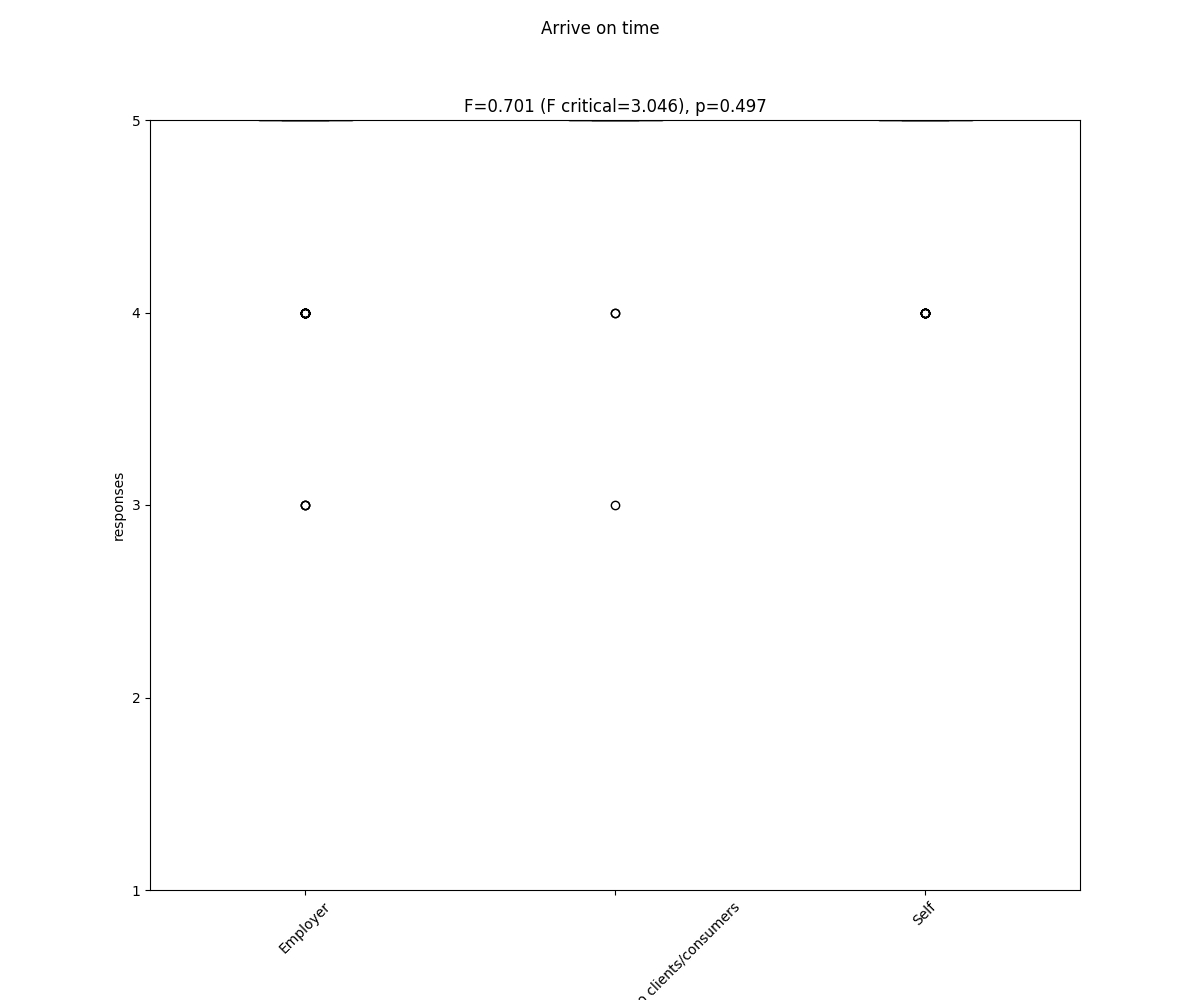 Arrive on time
F=0.701 (F critical=3.046), p=0.497
5
4
3
2
1
responses
Employer
clients/consumers
Self